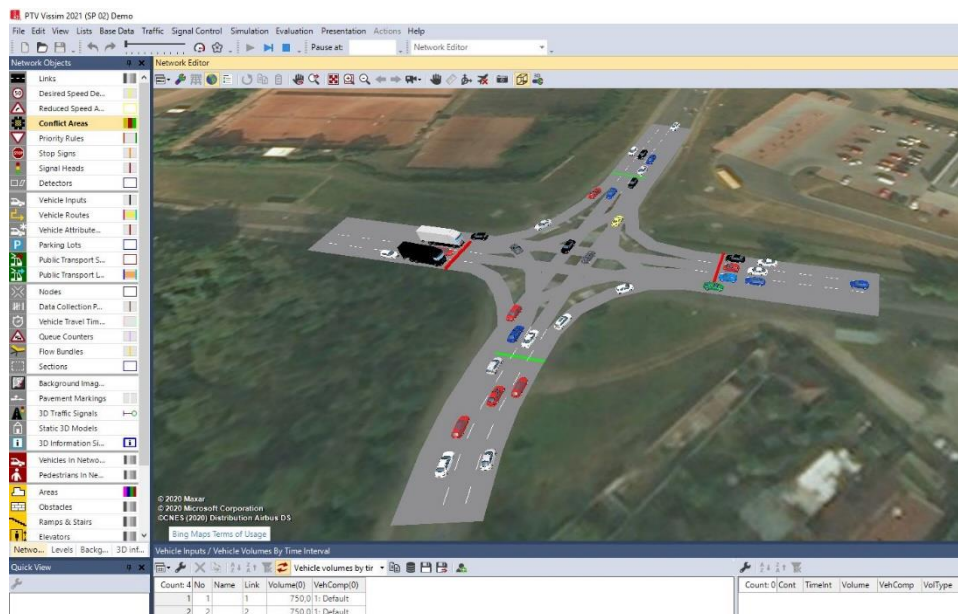 PTV Vissim 2021 (SP 02) Demo
File Edit View Lists Base Data Traffic Signal Control Simulation Evaluation Presentation Actions Help
Pause at: Network Editor
Network Objects
Network Editor
Links
Desired Speed De...
Reduced Speed A...
Conflict Areas
Priority Rules
Stop Signs
Signal Heads
Detectors
Vehicle Inputs
Vehicle Routes
Vehicle Attribute...
Parking Lots
Public Transport S...
Public Transport L...
Nodes
Data Collection P...
Vehicle Travel Tim...
Queue Counters
Flow Bundles
Sections
Background Imag...
Pavement Markings
3D Traffic Signals
Static 3D Models
3D Information Si...
Vehicles In Netwo...
Pedestrians In Ne...
Areas
Obstacles
Ramps & Stairs
Elevators
© 2020 Maxar
© 2020 Microsoft Corporation
©CNES (2020) Distribution Airbus DS
Bing Maps Terms of Usage
Netwo... Levels Backg... 3D inf...
Vehicle Inputs / Vehicle Volumes By Time Interval
Quick View
Vehicle volumes by tir
Count: 4 No Name Link Volume(0) VehComp(0)
1 1 1 750,0 1: Default
2 2 2 750,0 1: Default
Count: 0 Cont TimeInt Volume VehComp VolType